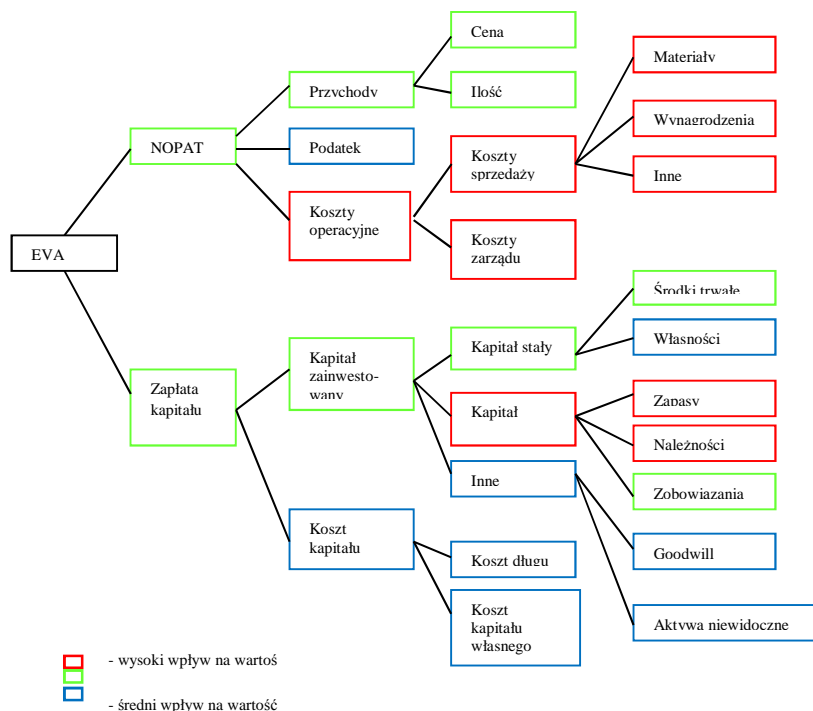 Cena
Ilość
Przychody
NOPAT
Podatek
Koszty
operacyjne
Koszty
sprzedaży
Koszty
zarządu
Materiały
Wynagrodzenia
Inne
EVA
Zapłata
kapitału
Kapitał
zainwesto-
wany
Kapitał stały
Środki trwałe
Własności
Kapitał
Zapasy
Należności
Zobowiazania
Inne
Goodwill
Aktywa niewidoczne
Koszt
kapitału
Koszt długu
Koszt
kapitału
własnego
- wysoki wpływ na wartoś
- średni wpływ na wartość